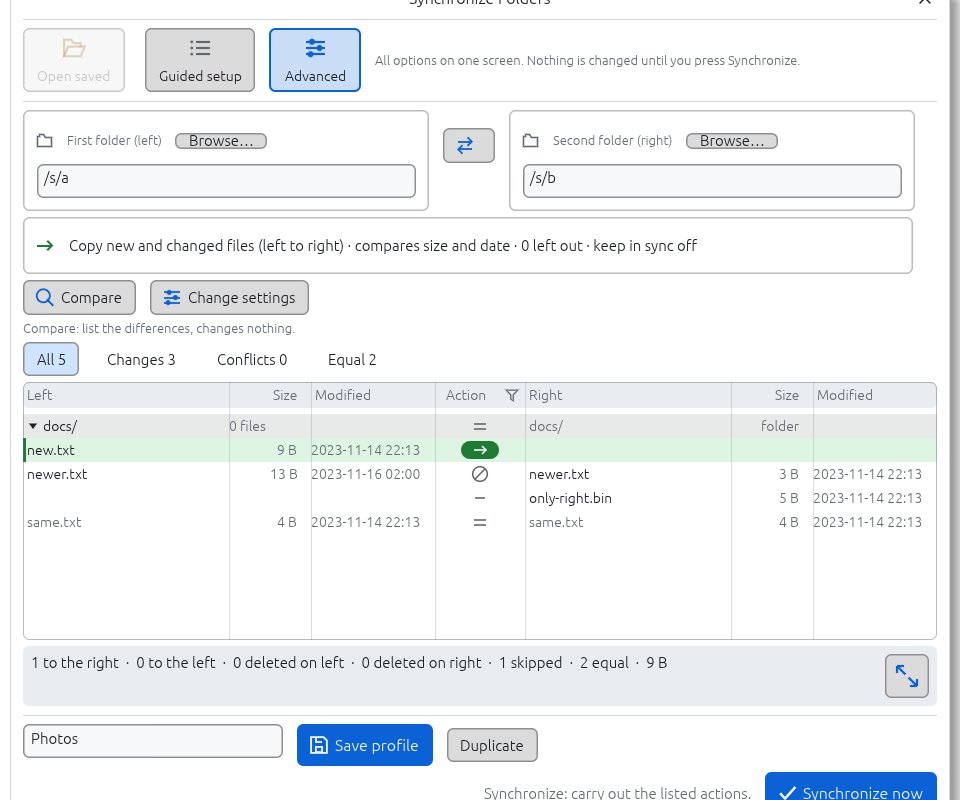 Synchronize Folders
Open saved
Guided setup
Advanced
All options on one screen. Nothing is changed until you press Synchronize.
First folder (left) Browse...
/s/a
Second folder (right) Browse...
/s/b
Copy new and changed files (left to right) · compares size and date · 0 left out · keep in sync off
Compare Change settings
Compare: list the differences, changes nothing.
All 5 Changes 3 Conflicts 0 Equal 2
Left Size Modified Action Right Size Modified
docs/ 0 files = docs/ folder
new.txt 9 B 2023-11-14 22:13 →
newer.txt 13 B 2023-11-16 02:00 newer.txt 3 B 2023-11-14 22:13
– only-right.bin 5 B 2023-11-14 22:13
same.txt 4 B 2023-11-14 22:13 = same.txt 4 B 2023-11-14 22:13
1 to the right · 0 to the left · 0 deleted on left · 0 deleted on right · 1 skipped · 2 equal · 9 B
Photos
Save profile Duplicate
Synchronize: carry out the listed actions. Synchronize now